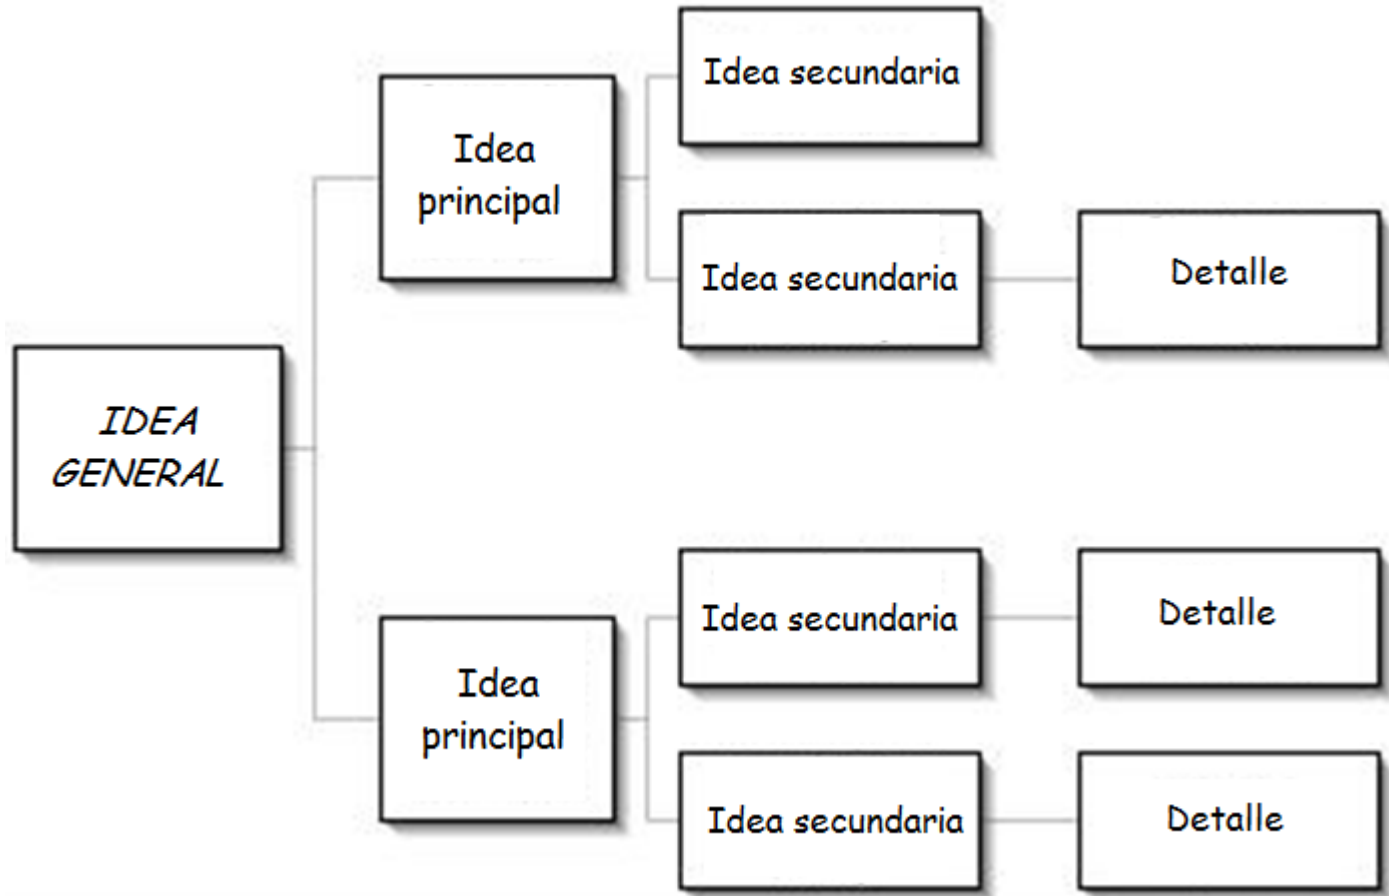 Idea secundaria
Idea
principal
Idea secundaria
Detalle
IDEA
GENERAL
Idea secundaria
Detalle
Idea
principal
Idea secundaria
Detalle